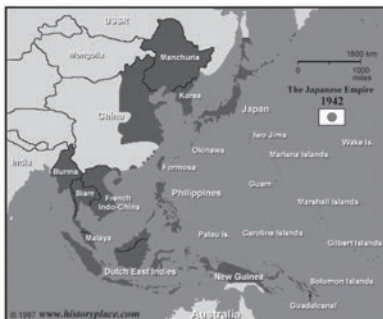 USSR
Mongolia
Manchuria
1600 km
1000
miles
The Japanese Empire
1942
Korea
Japan
China
Iwo Jima
Wake Is.
Okinawa
Mariana Islands
India
Formosa
Burma
Philippines
Guam
Siam
French
Indo-China
Marshall Islands
Malaya
Palau Is.
Caroline Islands
Gilbert Islands
Dutch East Indies
New Guinea
Solomon Islands
Guadalcanal
© 1997 www.historyplace.com
Australia